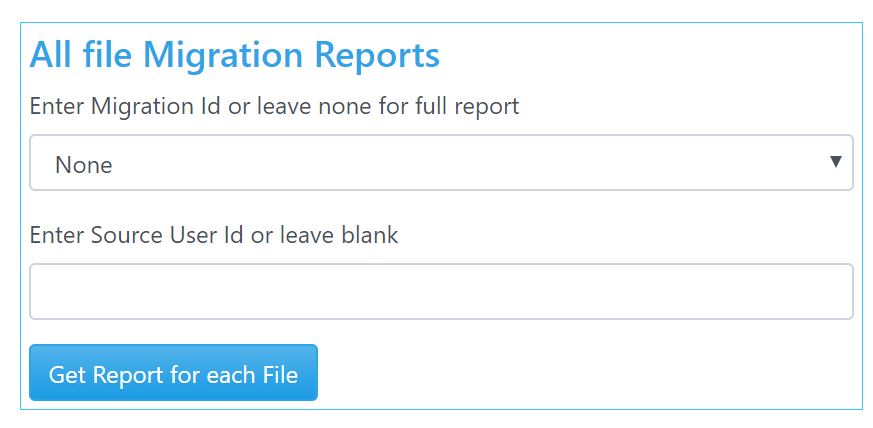 All file Migration Reports
Enter Migration Id or leave none for full report
None
Enter Source User Id or leave blank
Get Report for each File